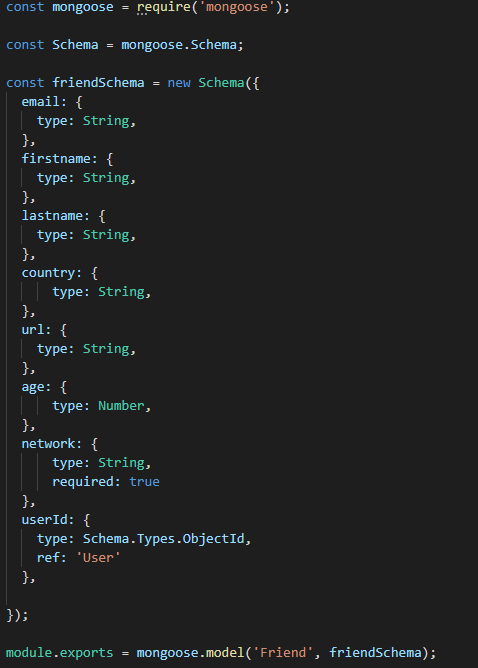 const mongoose = require('mongoose');
const Schema = mongoose.Schema;
const friendSchema = new Schema({
  email: {
    type: String,
  },
  firstname: {
    type: String,
  },
  lastname: {
    type: String,
  },
  country: {
      type: String,
  },
  url: {
    type: String,
  },
  age: {
      type: Number,
  },
  network: {
      type: String,
      required: true
  },
  userId: {
    type: Schema.Types.ObjectId,
    ref: 'User'
  },
});
module.exports = mongoose.model('Friend', friendSchema);